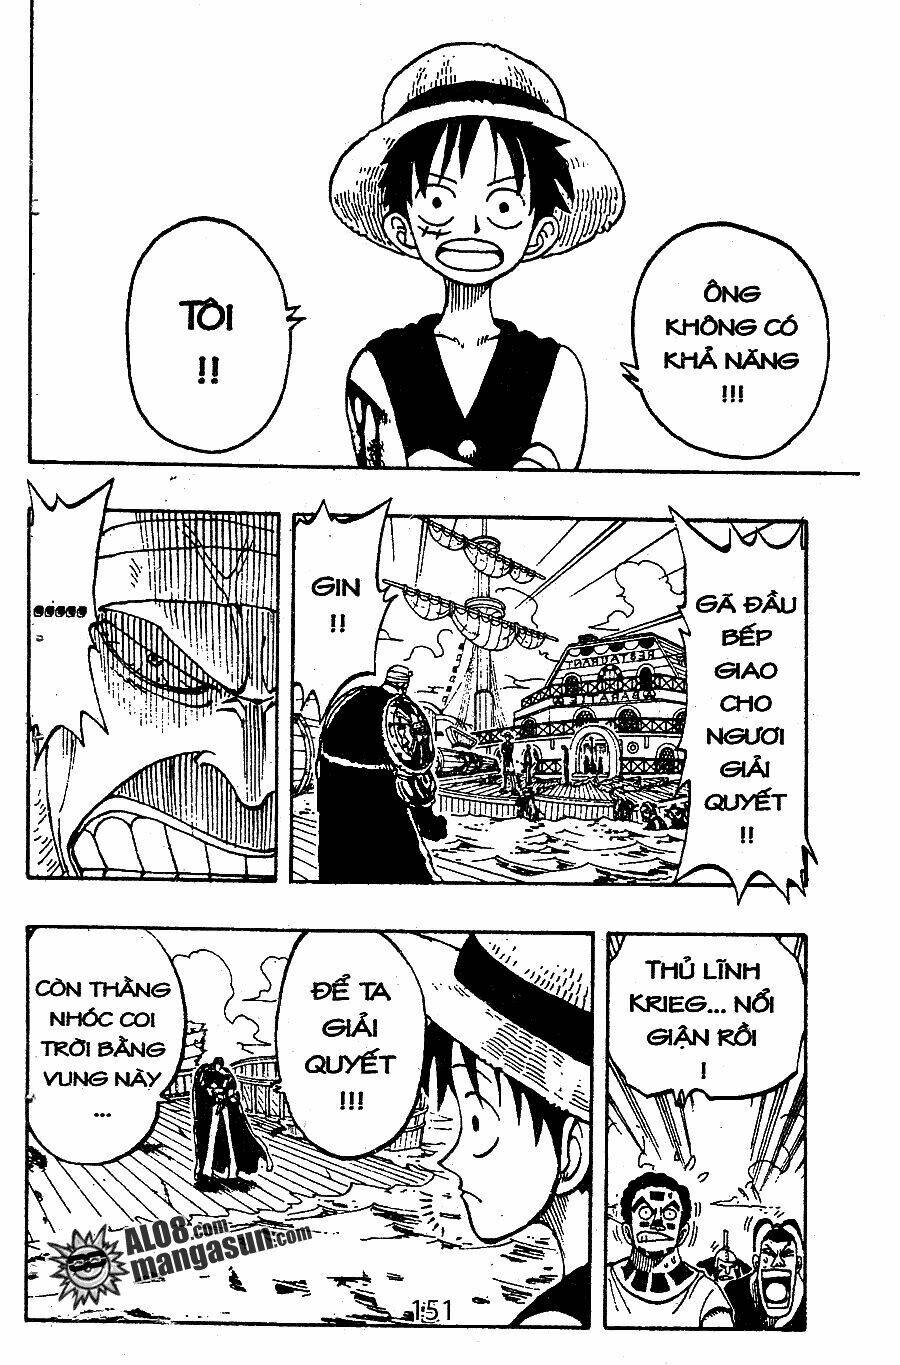 ÔNG
KHÔNG CÓ
KHẢ NĂNG
!!!
TÔI
!!
GÃ ĐẦU
BẾP
GIAO
CHO
NGƯƠI
GIẢI
QUYẾT
!!
GIN
!!
RESTAURANT
BARATIE
.....
THỦ LĨNH
KRIEG... NỔI
GIẬN RỒI
!
ĐỂ TA
GIẢI
QUYẾT
!!!
CÒN THẰNG
NHÓC COI
TRỜI BẰNG
VUNG NÀY
...
ALO8.com
mangasun.com
151